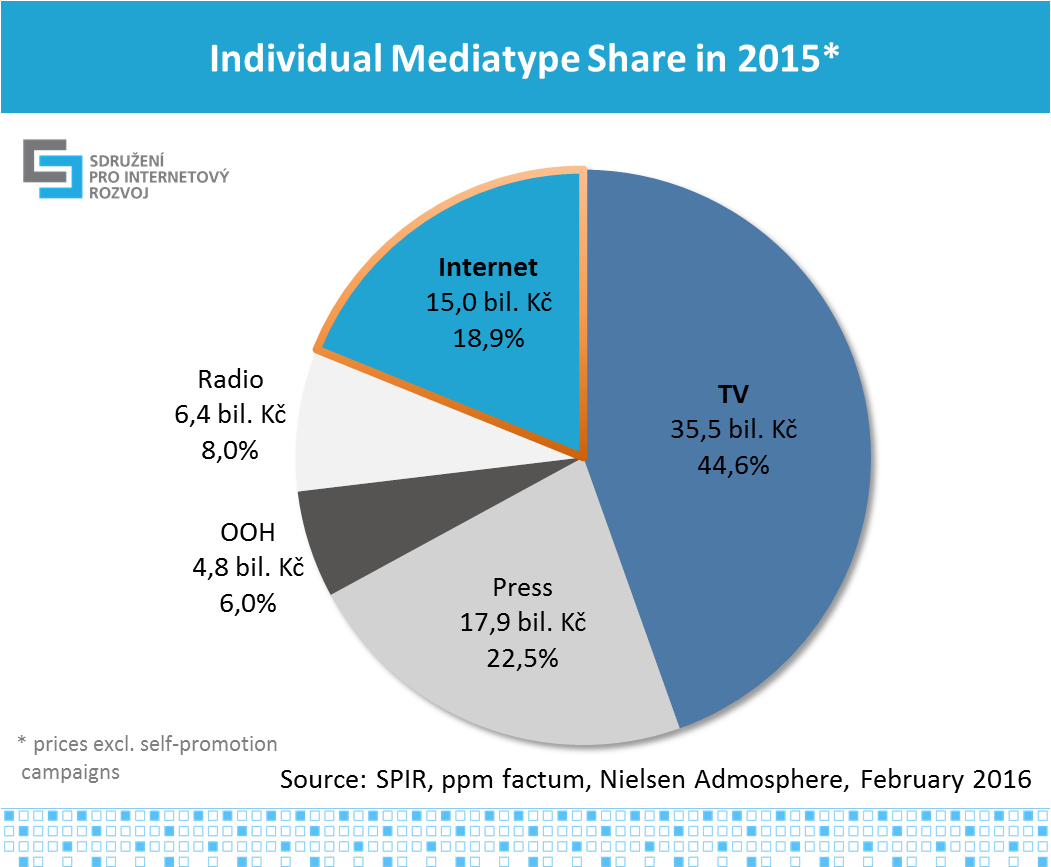 Individual Mediatype Share in 2015*
SDRUŽENÍ
PRO INTERNETOVÝ
ROZVOJ
Internet
15,0 bil. Kč
18,9%
Radio
6,4 bil. Kč
8,0%
TV
35,5 bil. Kč
44,6%
OOH
4,8 bil. Kč
6,0%
Press
17,9 bil. Kč
22,5%
* prices excl. self-promotion
campaigns
Source: SPIR, ppm factum, Nielsen Admosphere, February 2016